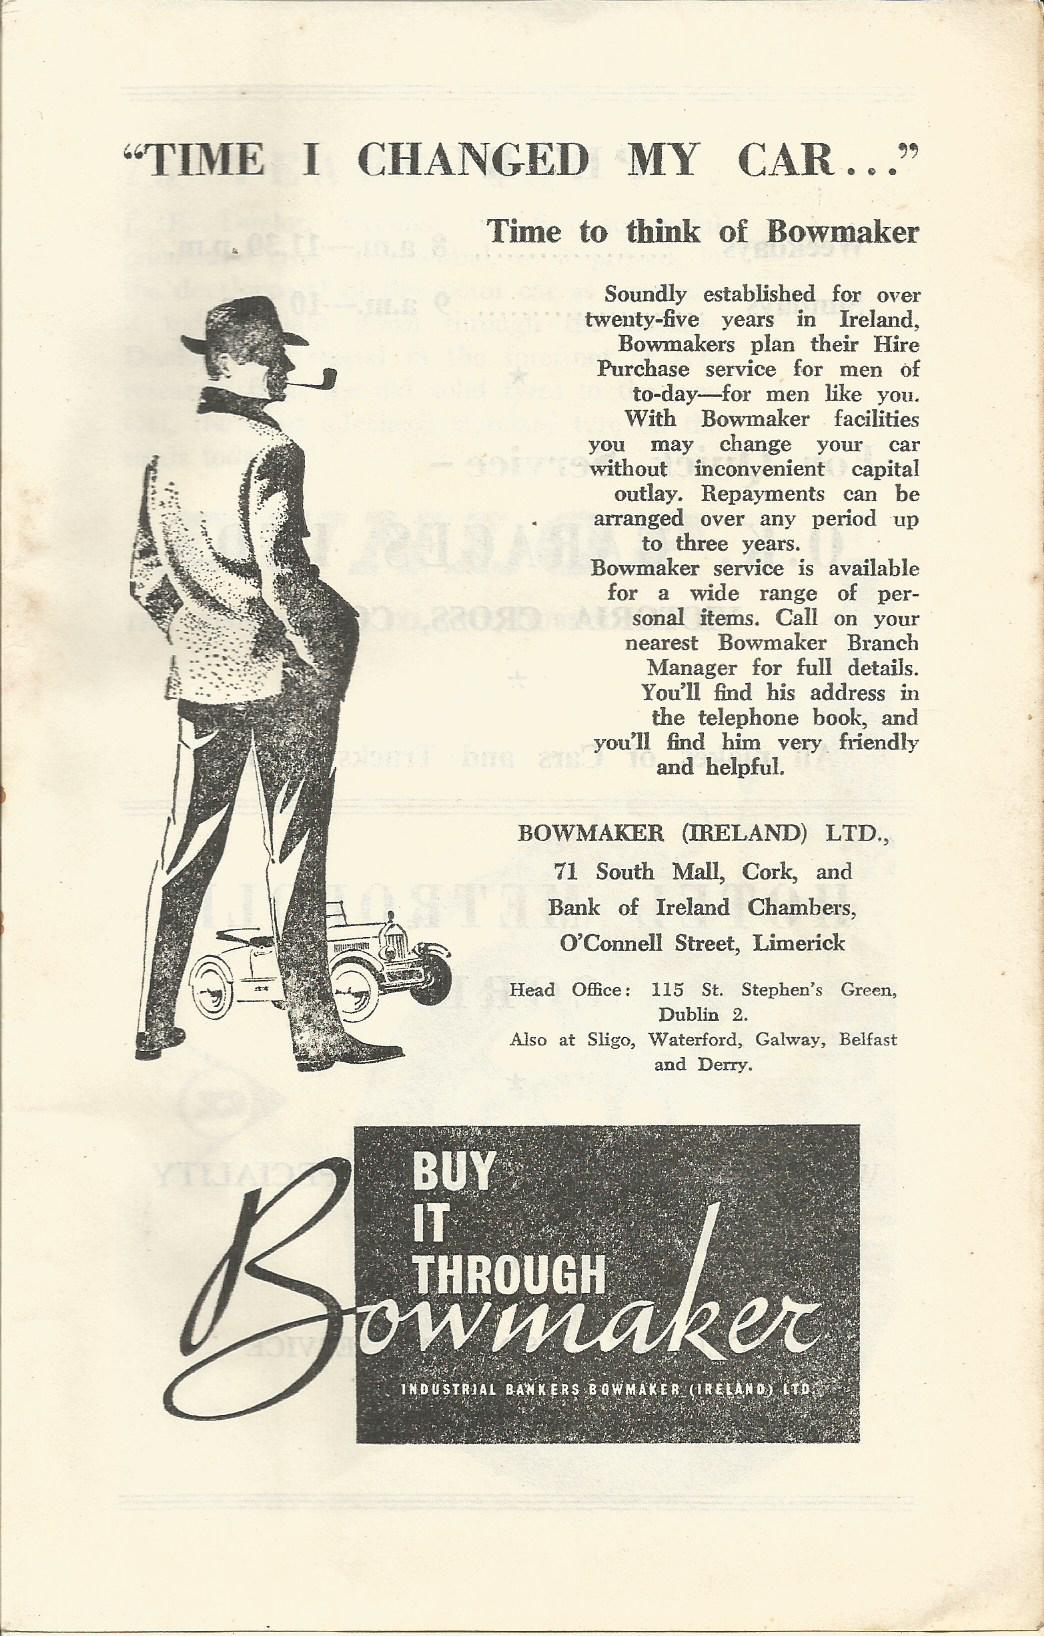 “TIME I CHANGED MY CAR...”
Time to think of Bowmaker
Soundly established for over
twenty-five years in Ireland,
Bowmakers plan their Hire
Purchase service for men of
to-day—for men like you.
With Bowmaker facilities
you may change your car
without inconvenient capital
outlay. Repayments can be
arranged over any period up
to three years.
Bowmaker service is available
for a wide range of per-
sonal items. Call on your
nearest Bowmaker Branch
Manager for full details.
You'll find his address in
the telephone book, and
you'll find him very friendly
and helpful.
BOWMAKER (IRELAND) LTD.,
71 South Mall, Cork, and
Bank of Ireland Chambers,
O'Connell Street, Limerick
Head Office: 115 St. Stephen's Green,
Dublin 2.
Also at Sligo, Waterford, Galway, Belfast
and Derry.
BUY
IT
THROUGH
Bowmaker
INDUSTRIAL BANKERS BOWMAKER (IRELAND) LTD.